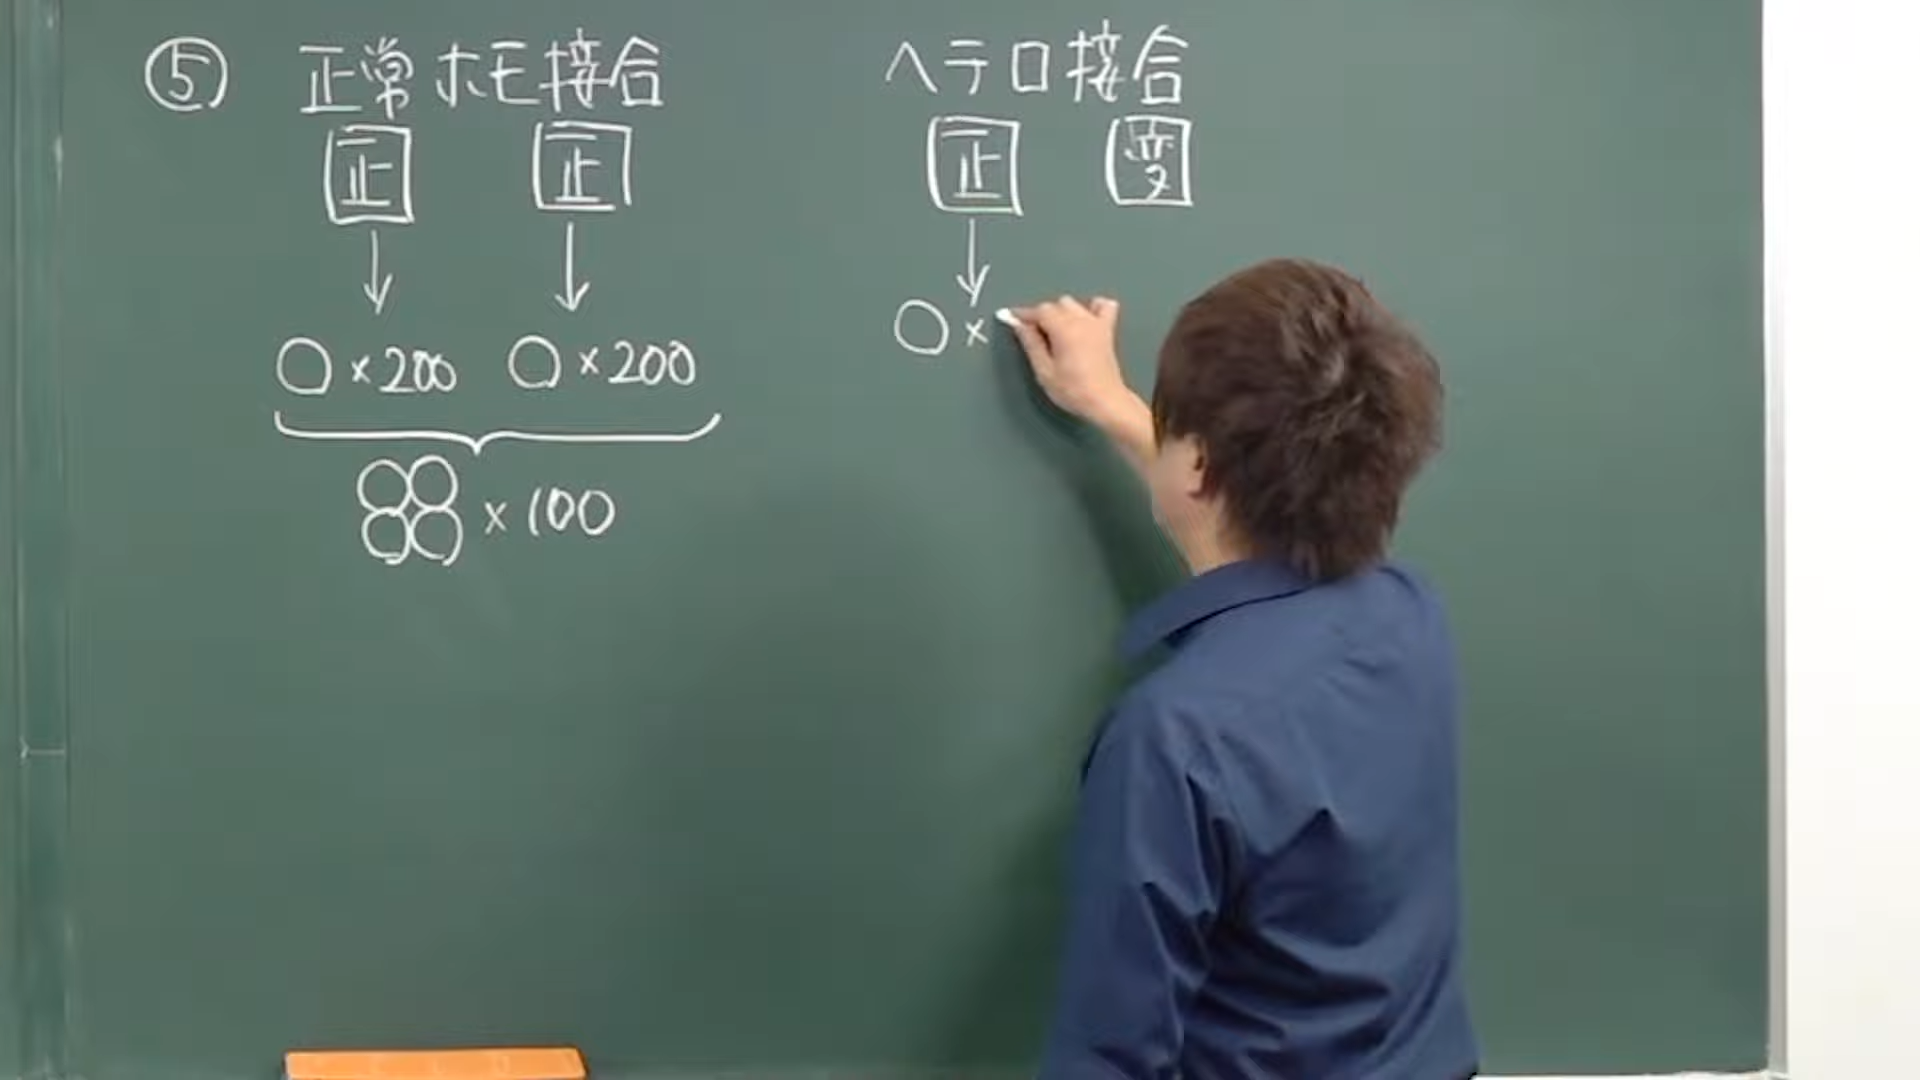 ⑤ 正常ホモ接合
正 正
○×200 ○×200
×100
ヘテロ接合
正 変
○×